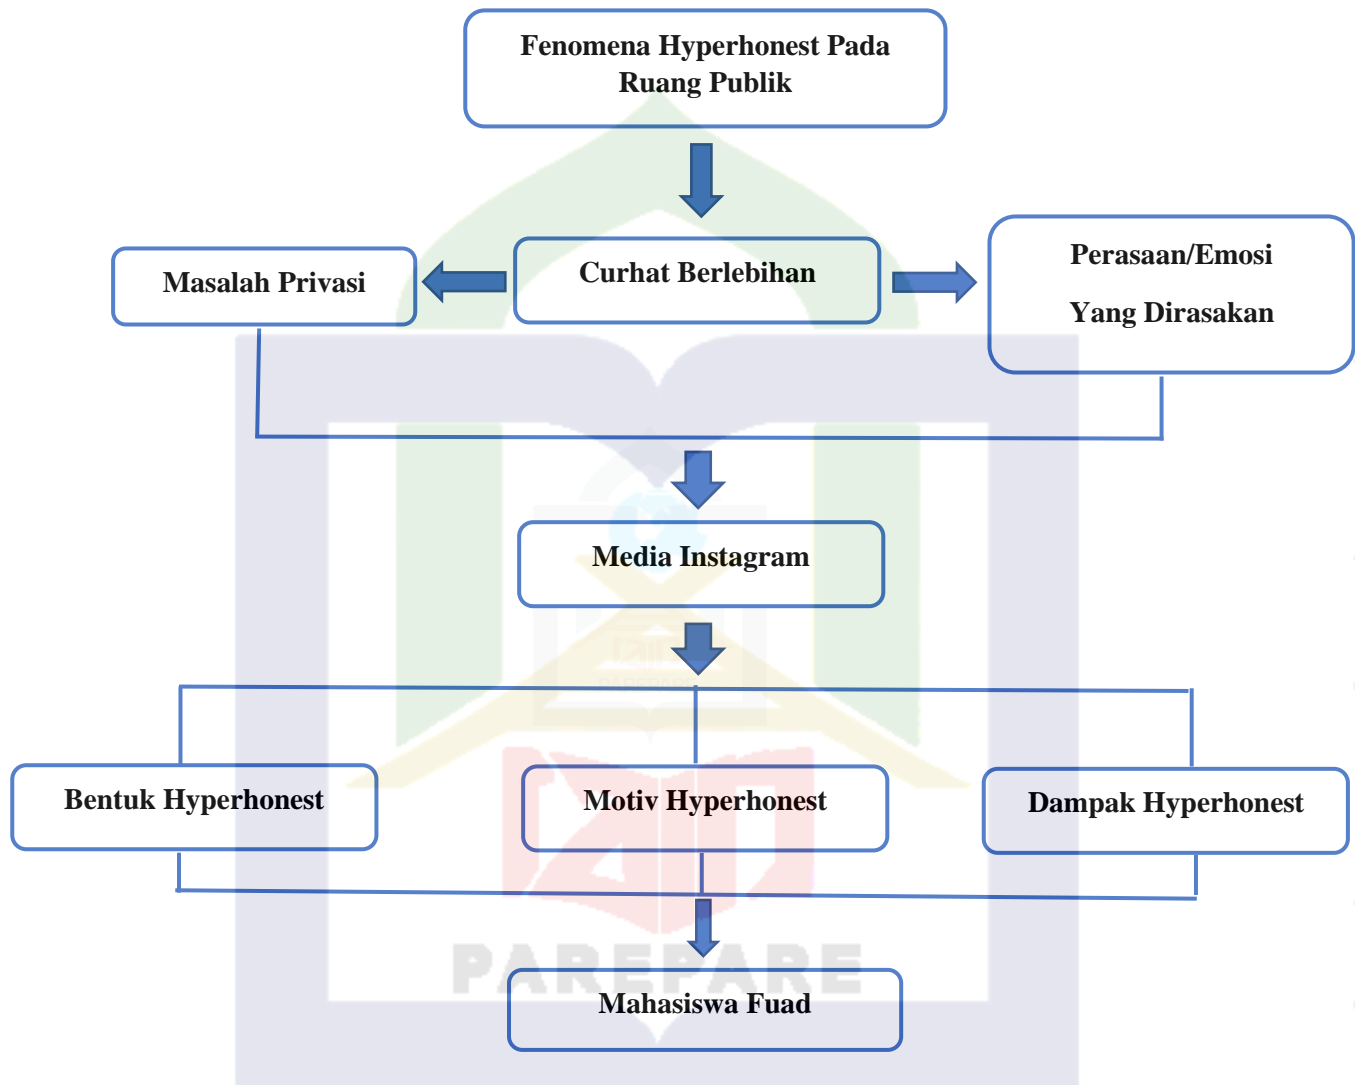 Fenomena Hyperhonest Pada
Ruang Publik
Masalah Privasi
Curhat Berlebihan
Perasaan/Emosi
Yang Dirasakan
Media Instagram
PAREPARE
Bentuk Hyperhonest
Motiv Hyperhonest
Dampak Hyperhonest
PAREPARE
Mahasiswa Fuad